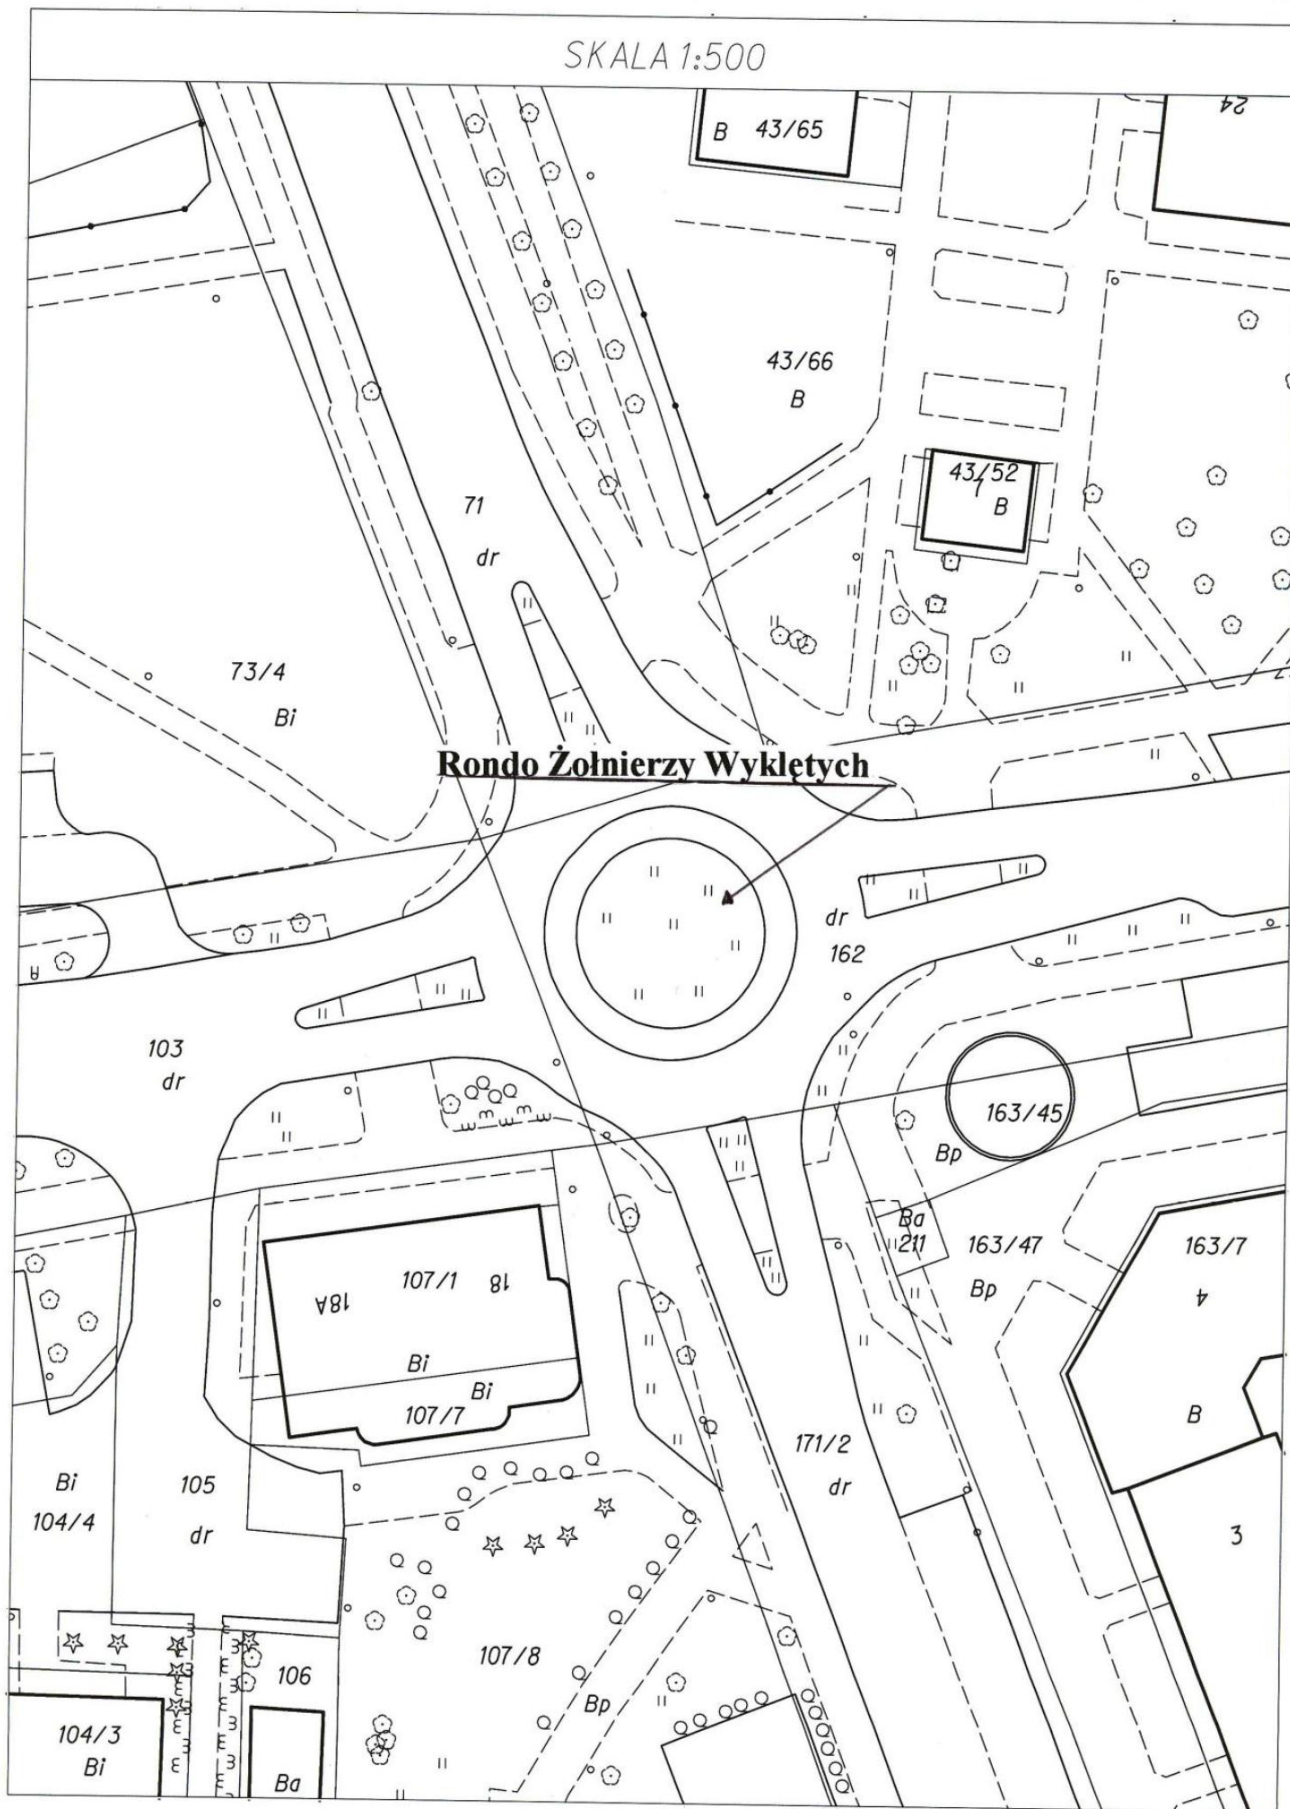 SKALA 1:500
B 43/65
24
43/66
B
43/52
1
B
71
dr
73/4
Bi
Rondo Żołnierzy Wyklętych
dr
162
103
dr
163/45
Bp
Ba
211
163/47
Bp
163/7
4
B
107/1
18
18A
Bi
Bi
107/7
171/2
dr
Bi
104/4
105
dr
3
107/8
Bp
106
104/3
Bi
Ba